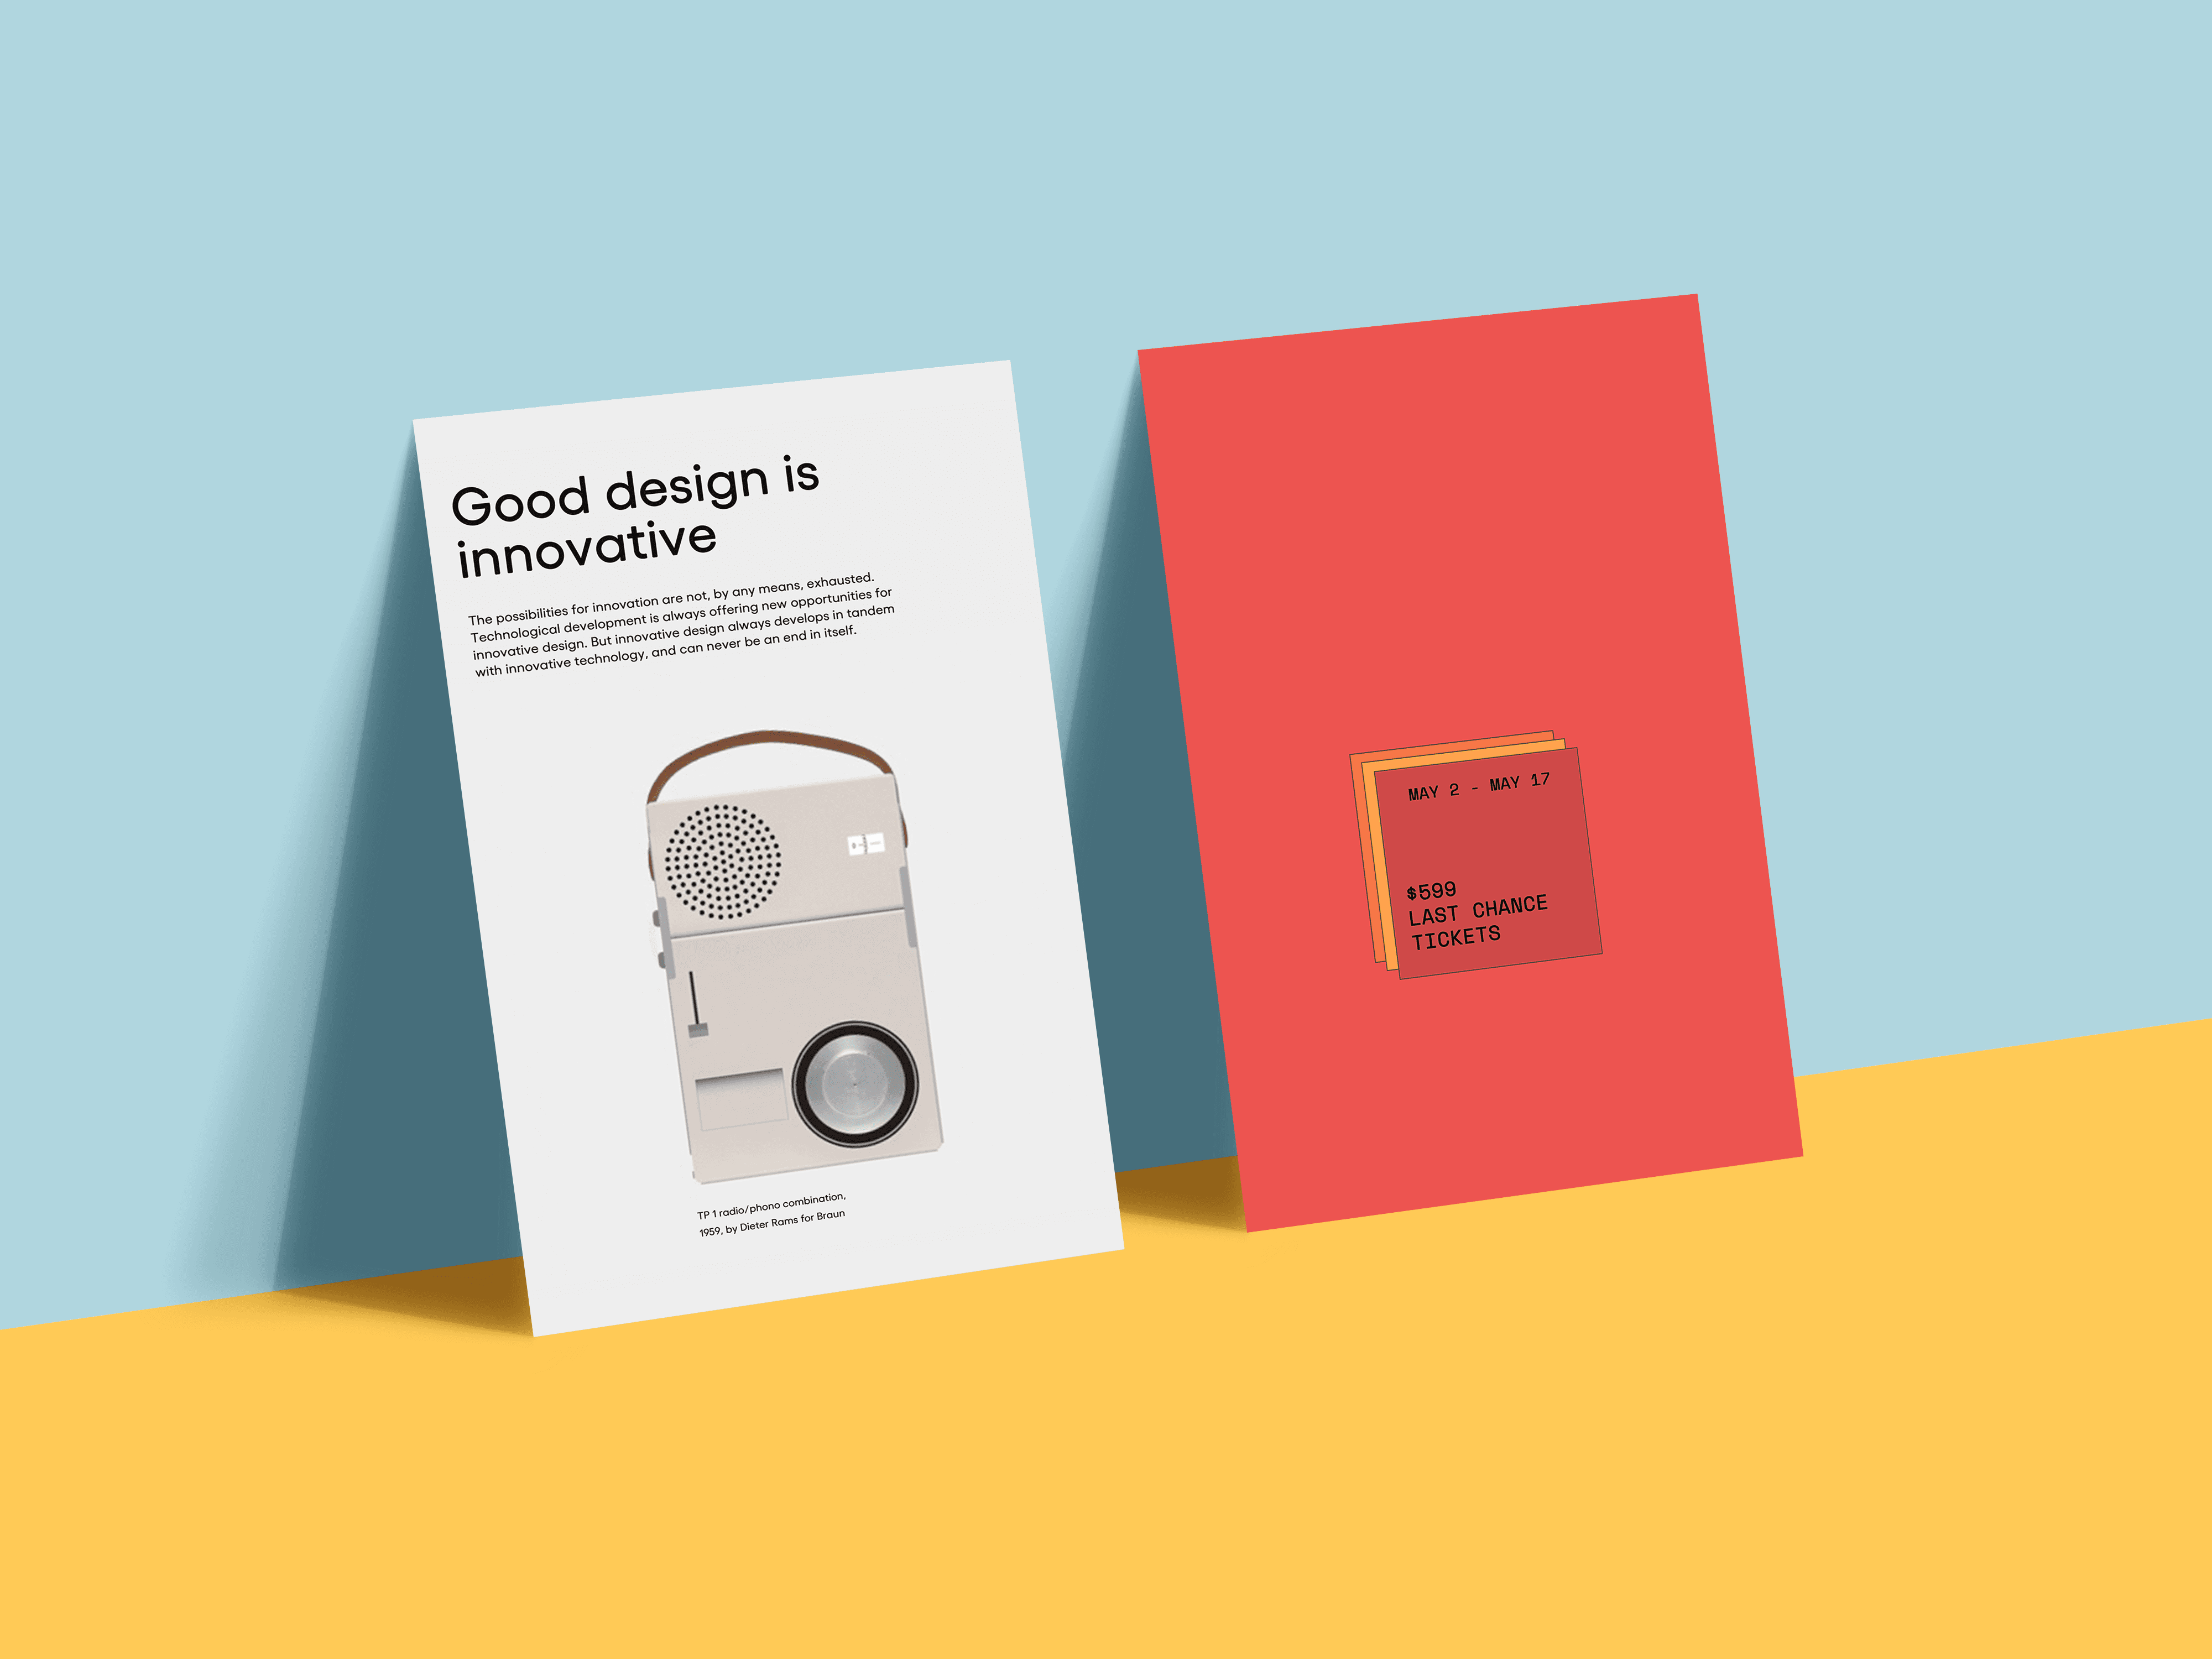 Good design is
innovative
The possibilities for innovation are not, by any means, exhausted.
Technological development is always offering new opportunities for
innovative design. But innovative design always develops in tandem
with innovative technology, and can never be an end in itself.
TP 1 radio/phono combination,
1959, by Dieter Rams for Braun
MAY 2 - MAY 17
$599
LAST CHANCE
TICKETS